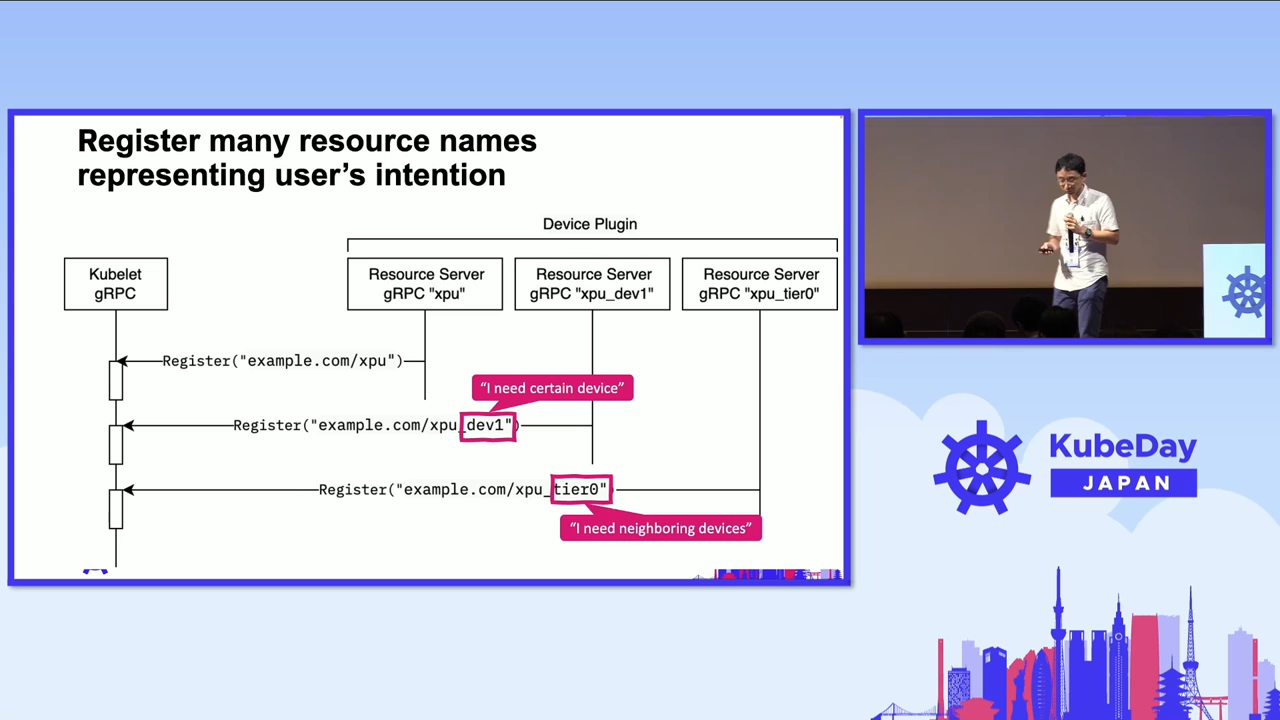 Register many resource names
representing user’s intention
Device Plugin
Kubelet
gRPC
Resource Server
gRPC "xpu"
Resource Server
gRPC "xpu_dev1"
Resource Server
gRPC "xpu_tier0"
Register("example.com/xpu")
“I need certain device”
Register("example.com/xpu_dev1")
Register("example.com/xpu_tier0")
“I need neighboring devices”
KubeDay
JAPAN